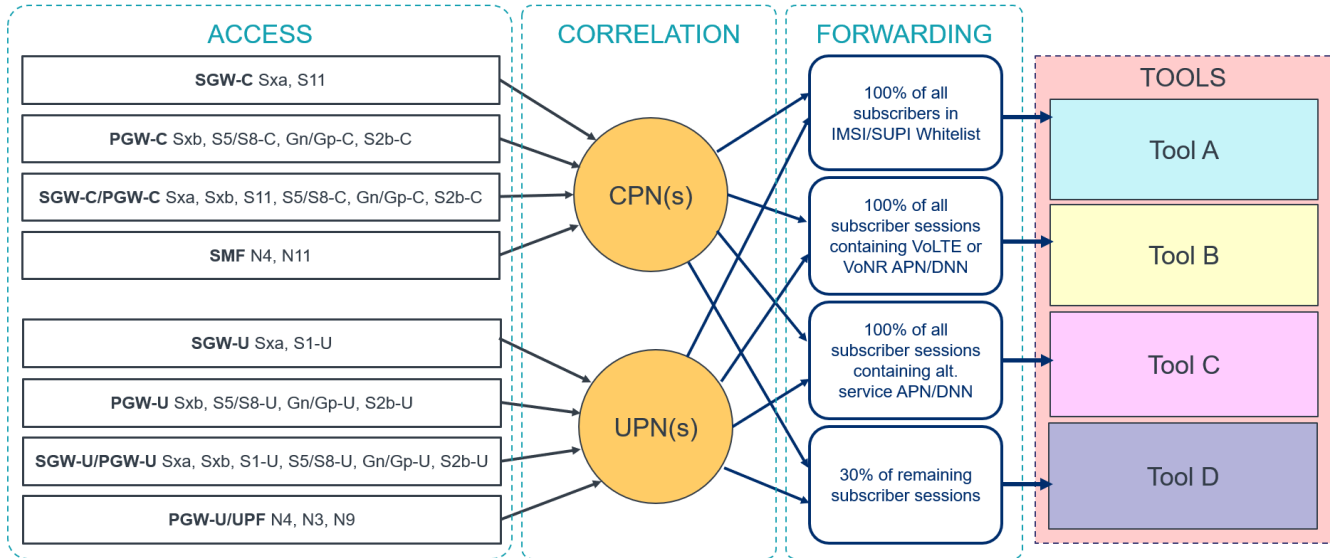 ACCESS
SGW-C Sxa, S11
PGW-C Sxb, S5/S8-C, Gn/Gp-C, S2b-C
SGW-C/PGW-C Sxa, Sxb, S11, S5/S8-C, Gn/Gp-C, S2b-C
SMF N4, N11
SGW-U Sxa, S1-U
PGW-U Sxb, S5/S8-U, Gn/Gp-U, S2b-U
SGW-U/PGW-U Sxa, Sxb, S1-U, S5/S8-U, Gn/Gp-U, S2b-U
PGW-U/UPF N4, N3, N9
CORRELATION
CPN(s)
UPN(s)
FORWARDING
100% of all
subscribers in
IMSI/SUPI Whitelist
100% of all
subscriber sessions
containing VoLTE or
VoNR APN/DNN
100% of all
subscriber sessions
containing alt.
service APN/DNN
30% of remaining
subscriber sessions
TOOLS
Tool A
Tool B
Tool C
Tool D